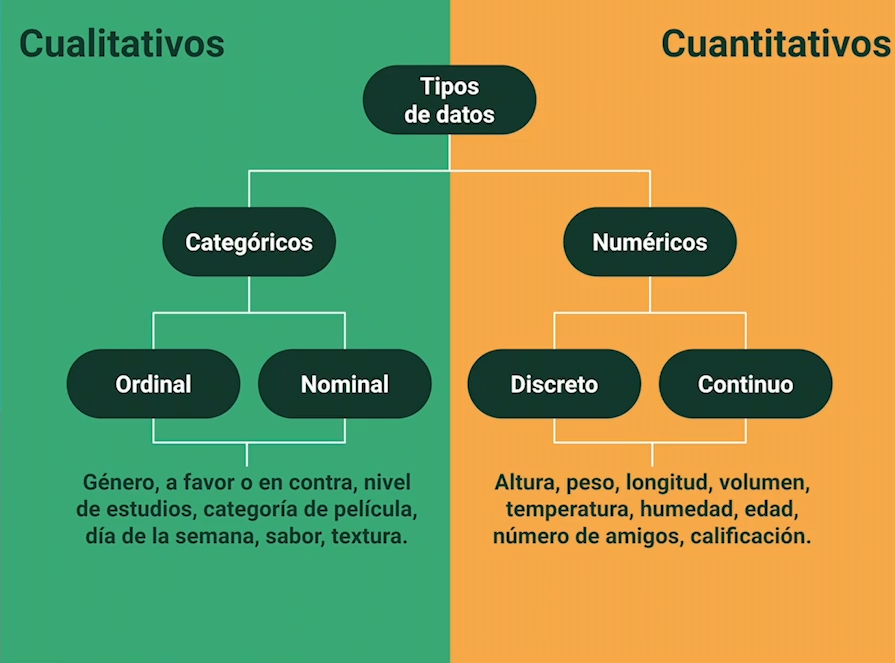 Cualitativos
Cuantitativos
Tipos
de datos
Categóricos
Numéricos
Ordinal
Nominal
Discreto
Continuo
Género, a favor o en contra, nivel
de estudios, categoría de película,
día de la semana, sabor, textura.
Altura, peso, longitud, volumen,
temperatura, humedad, edad,
número de amigos, calificación.